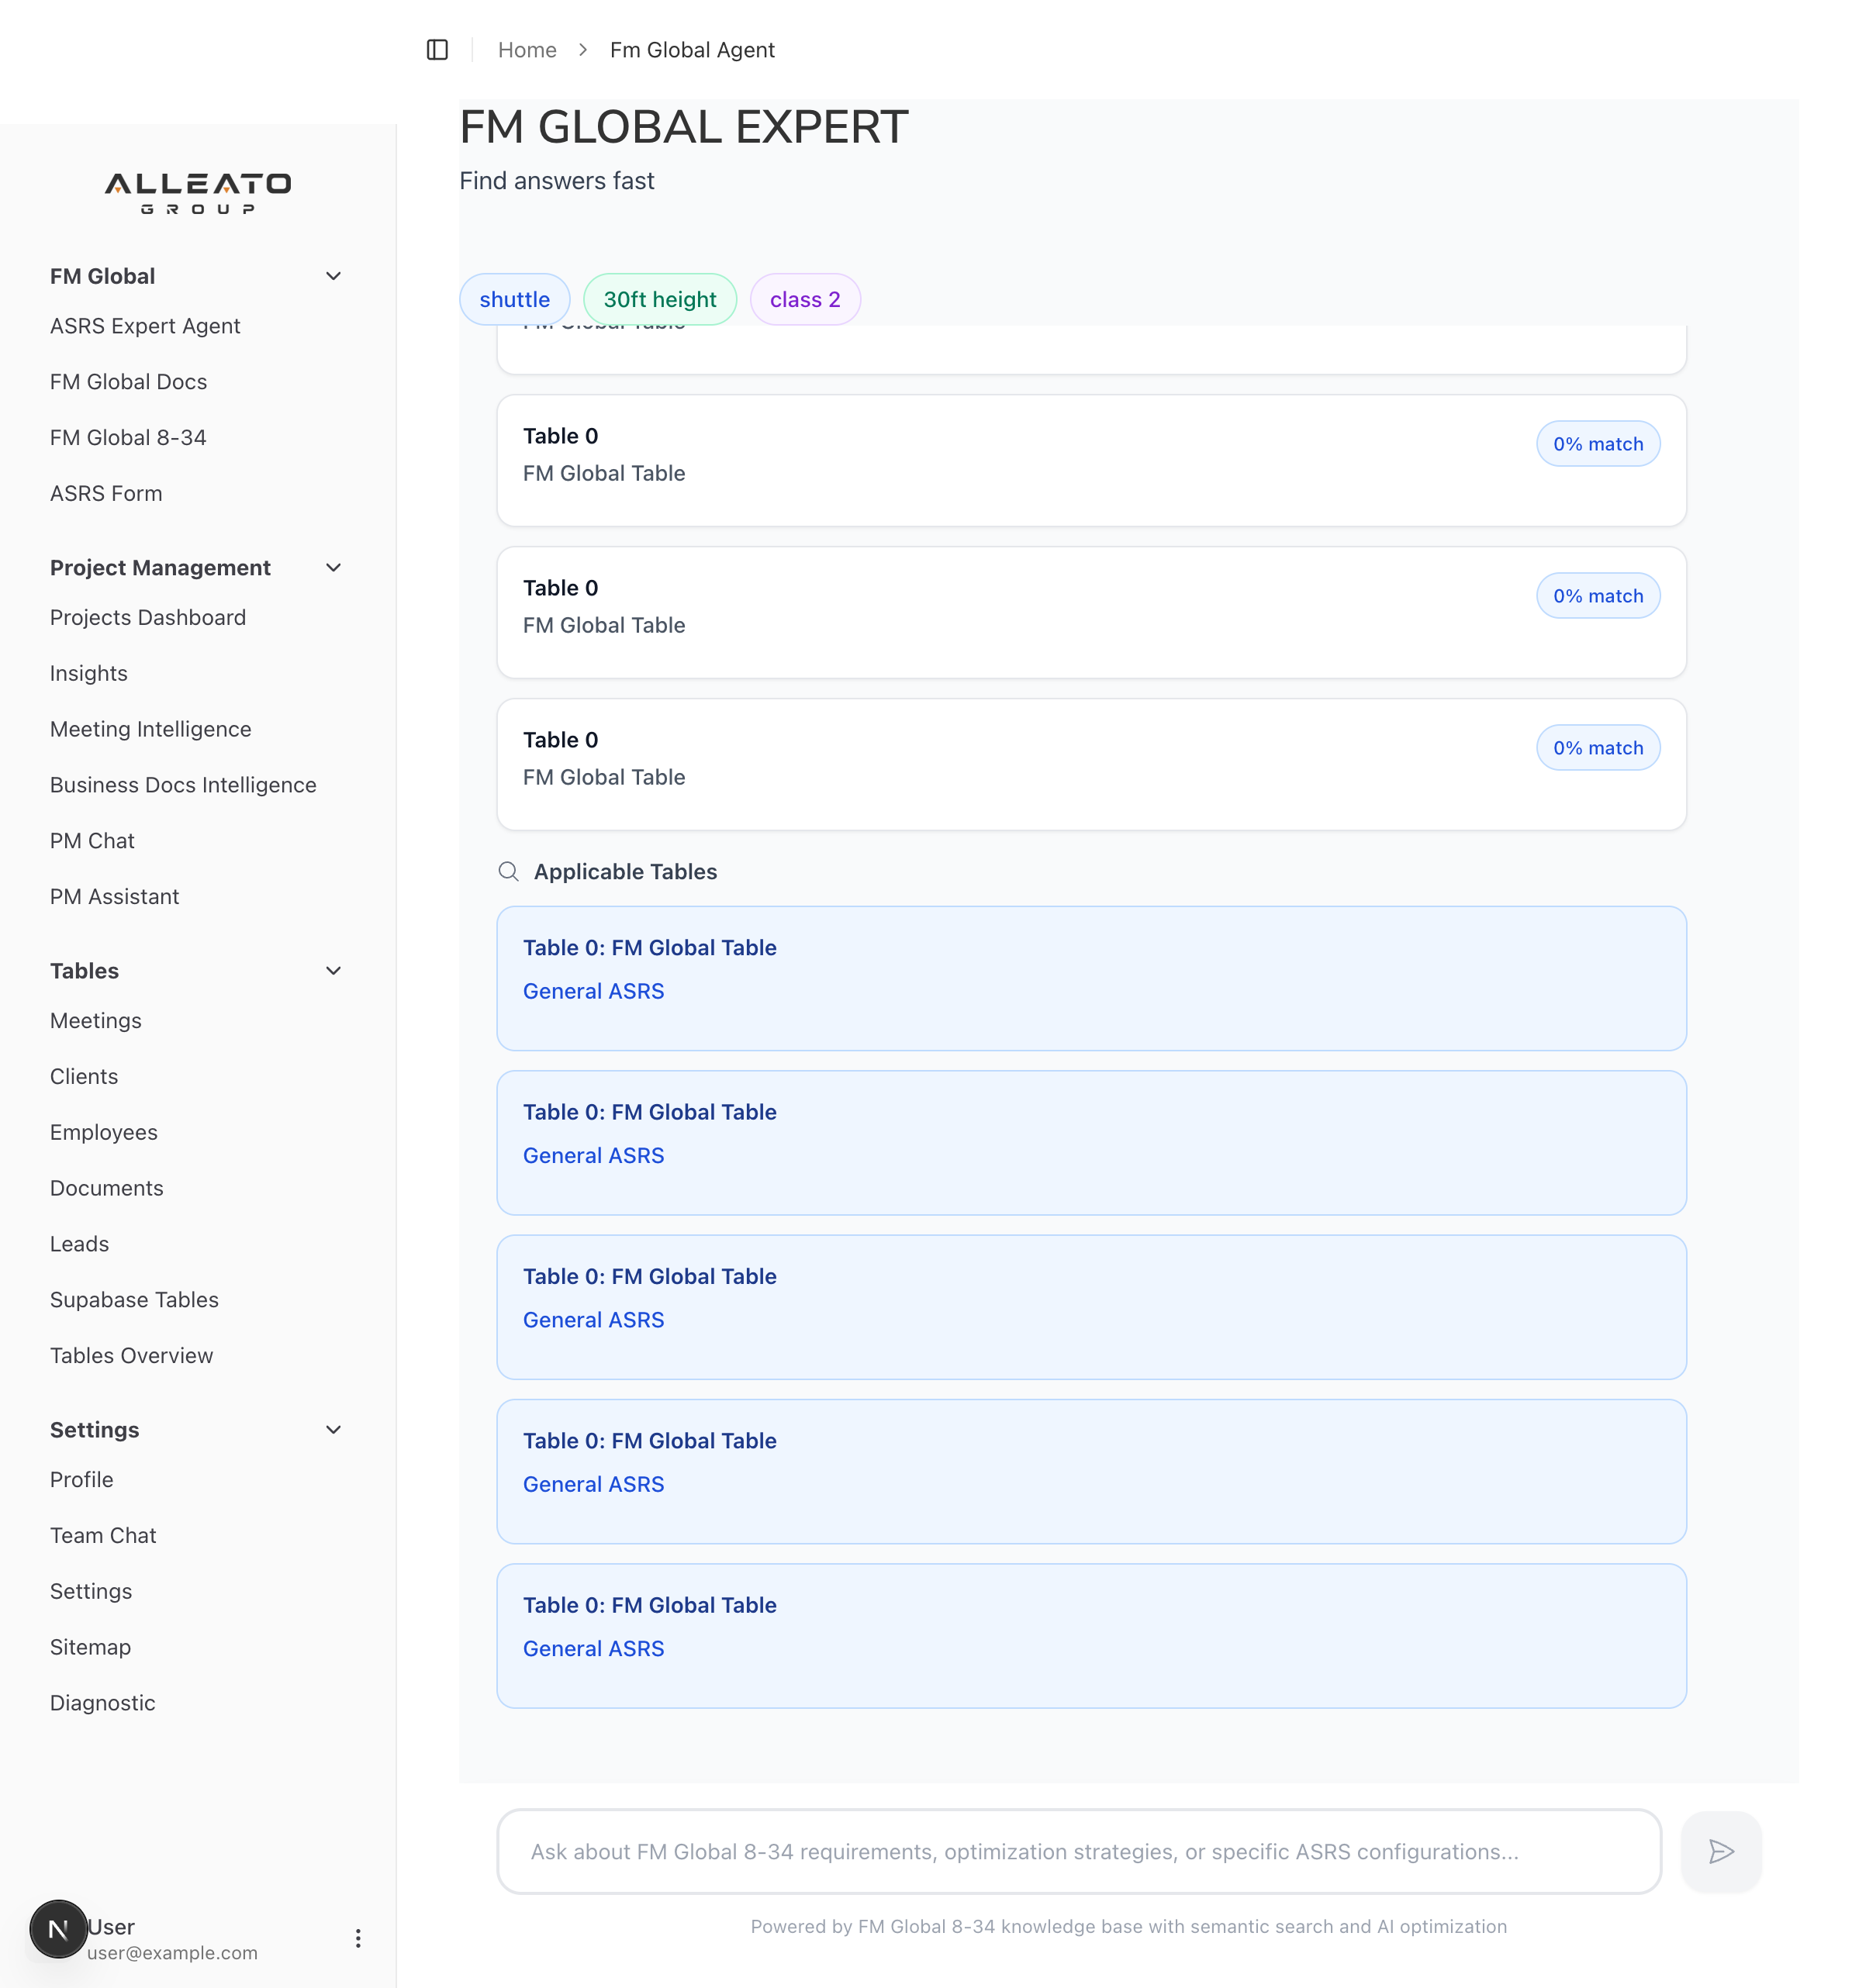 Home > Fm Global Agent
ALLEATO
GROUP
FM Global
ASRS Expert Agent
FM Global Docs
FM Global 8-34
ASRS Form
Project Management
Projects Dashboard
Insights
Meeting Intelligence
Business Docs Intelligence
PM Chat
PM Assistant
Tables
Meetings
Clients
Employees
Documents
Leads
Supabase Tables
Tables Overview
Settings
Profile
Team Chat
Settings
Sitemap
Diagnostic
N
User
user@example.com
FM GLOBAL EXPERT
Find answers fast
shuttle 30ft height class 2
FM Global Table
Table 0 0% match
FM Global Table
Table 0 0% match
FM Global Table
Table 0 0% match
FM Global Table
Applicable Tables
Table 0: FM Global Table
General ASRS
Table 0: FM Global Table
General ASRS
Table 0: FM Global Table
General ASRS
Table 0: FM Global Table
General ASRS
Table 0: FM Global Table
General ASRS
Ask about FM Global 8-34 requirements, optimization strategies, or specific ASRS configurations...
Powered by FM Global 8-34 knowledge base with semantic search and AI optimization